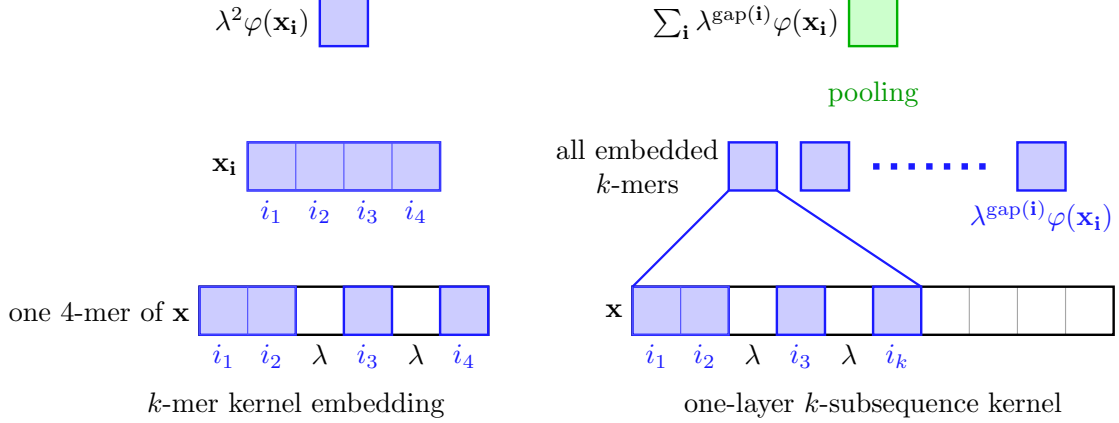 λ²φ(x_i)
∑_i λ^gap(i) φ(x_i)
pooling
x_i
i₁ i₂ i₃ i₄
all embedded
k-mers
λ^gap(i) φ(x_i)
one 4-mer of x
i₁ i₂ λ i₃ λ i₄
x
i₁ i₂ λ i₃ λ i_k
k-mer kernel embedding
one-layer k-subsequence kernel